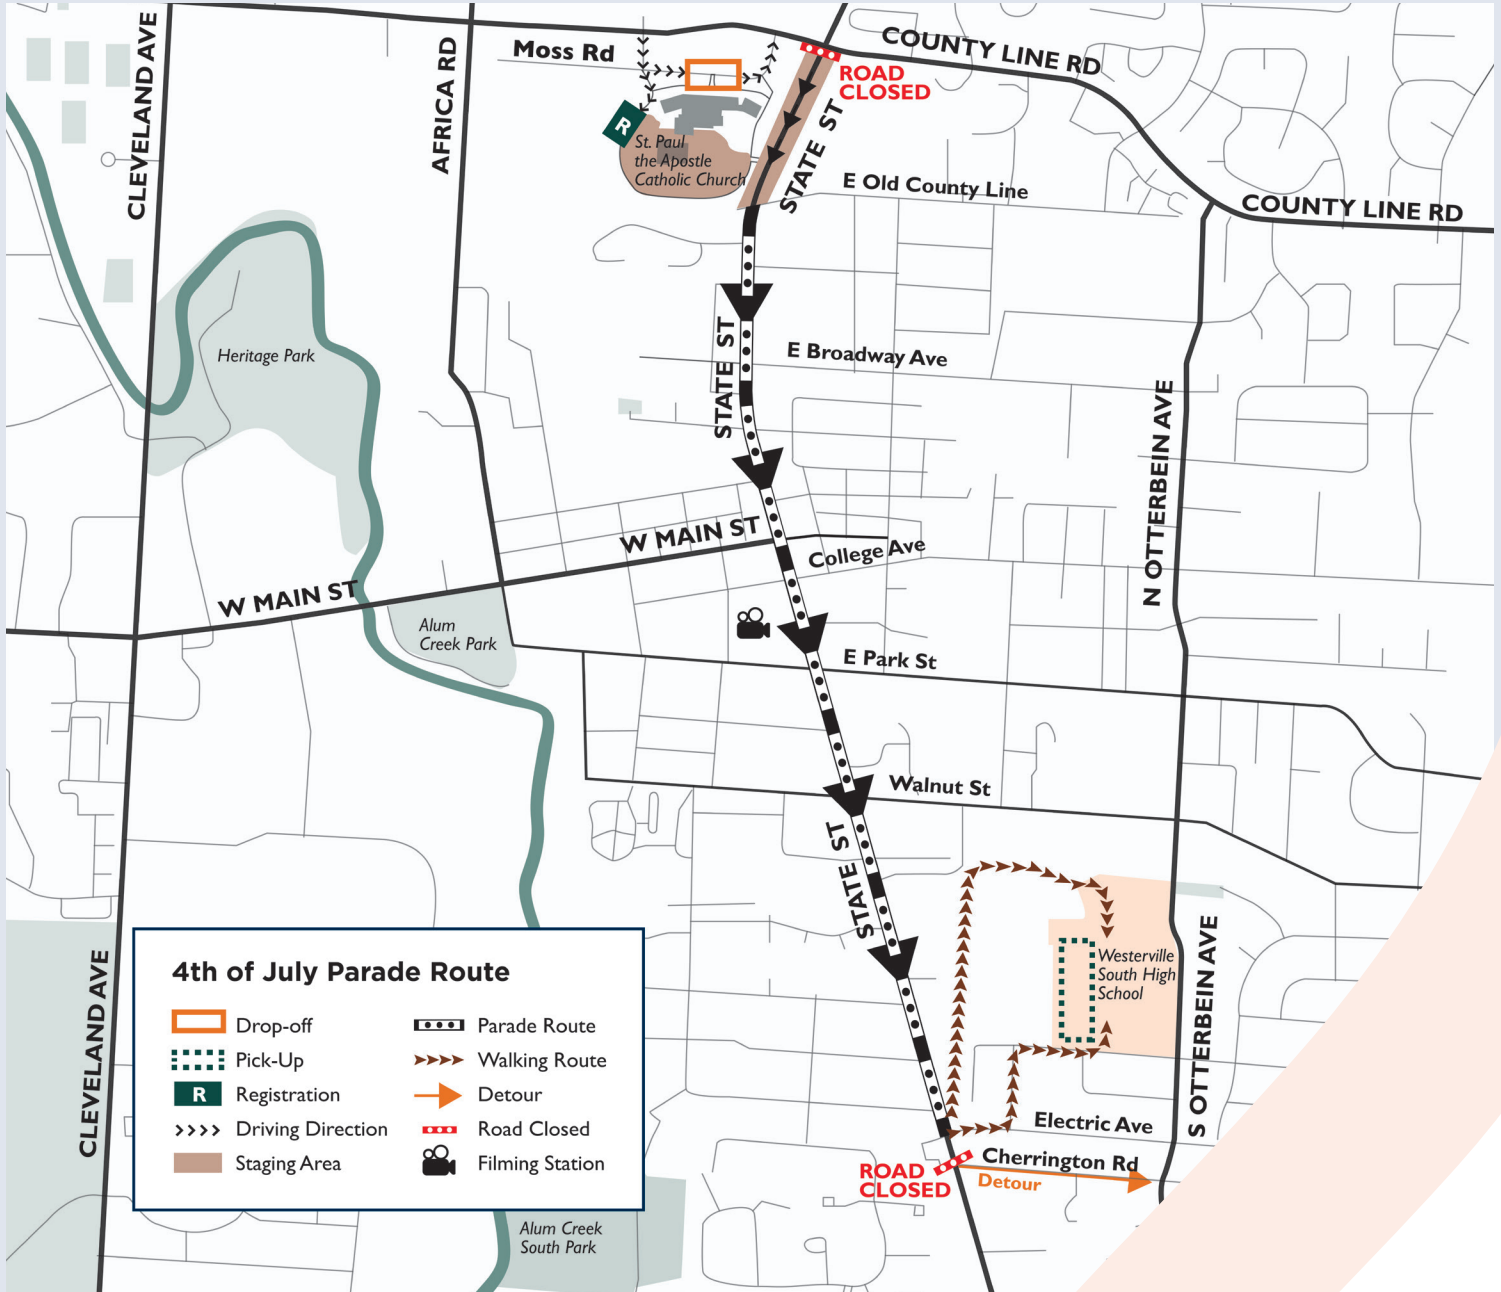 COUNTY LINE RD
CLEVELAND AVE
AFRICA RD
Moss Rd
ROAD
CLOSED
R
STATE ST
St. Paul
the Apostle
Catholic Church
E Old County Line
COUNTY LINE RD
Heritage Park
STATE ST
E Broadway Ave
N OTTERBEIN AVE
W MAIN ST
College Ave
W MAIN ST
Alum
Creek Park
E Park St
Walnut St
STATE ST
Westerville
South High
School
S OTTERBEIN AVE
CLEVELAND AVE
4th of July Parade Route
Drop-off
Parade Route
Pick-Up
Walking Route
R
Registration
Detour
Driving Direction
Road Closed
Staging Area
Filming Station
Electric Ave
Cherrington Rd
ROAD
CLOSED
Detour
Alum Creek
South Park